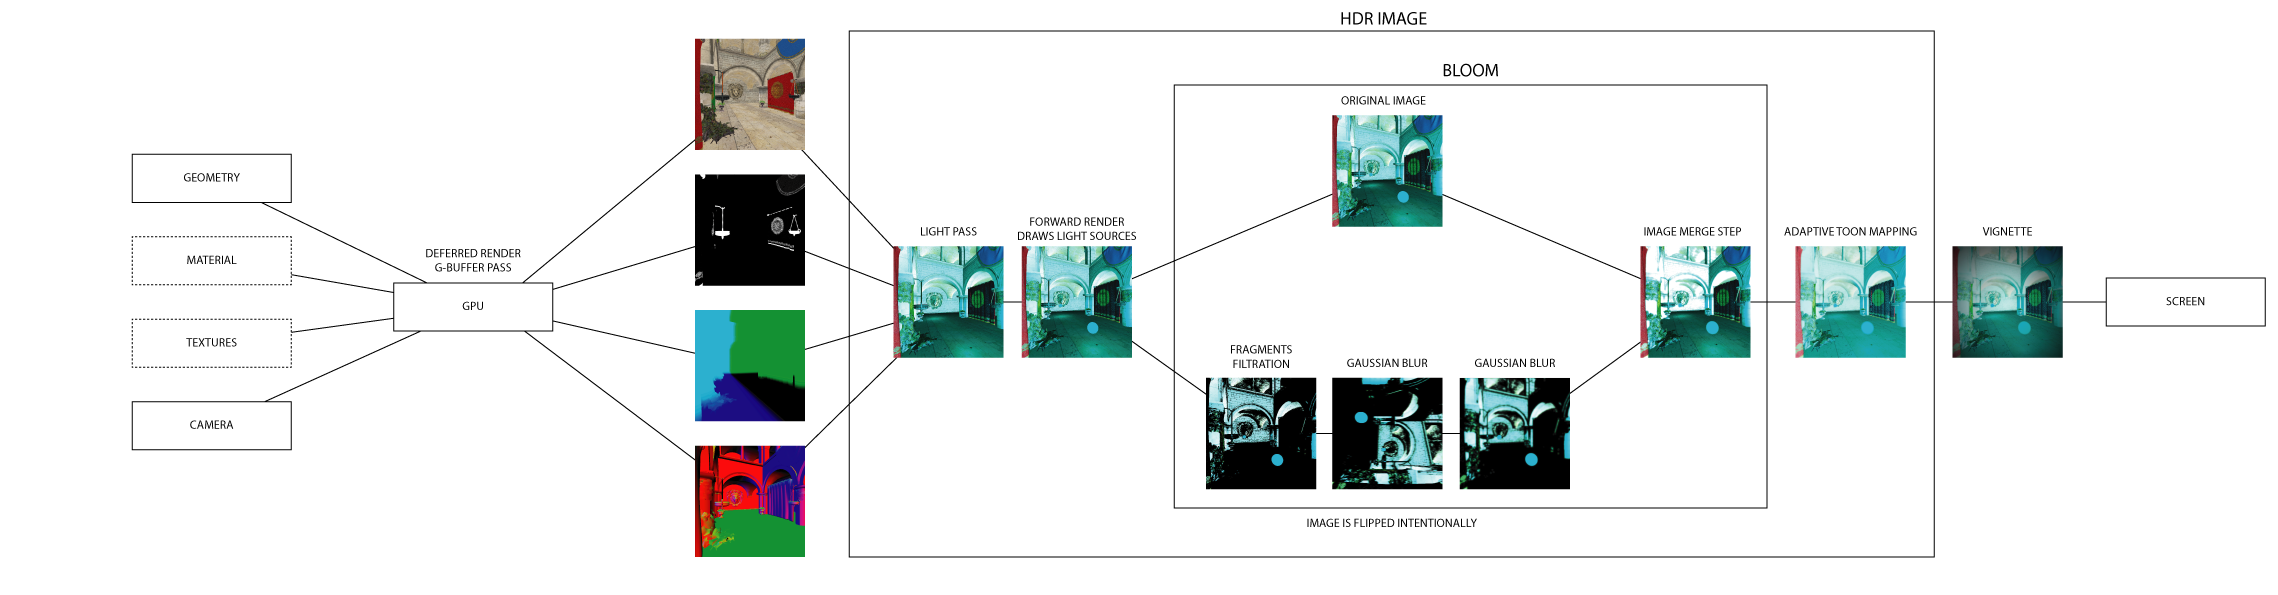 HDR IMAGE
BLOOM
ORIGINAL IMAGE
GEOMETRY
MATERIAL
TEXTURES
CAMERA
DEFERRED RENDER
G-BUFFER PASS
GPU
LIGHT PASS
FORWARD RENDER
DRAWS LIGHT SOURCES
FRAGMENTS
FILTRATION
GAUSSIAN BLUR
GAUSSIAN BLUR
IMAGE IS FLIPPED INTENTIONALLY
IMAGE MERGE STEP
ADAPTIVE TOON MAPPING
VIGNETTE
SCREEN